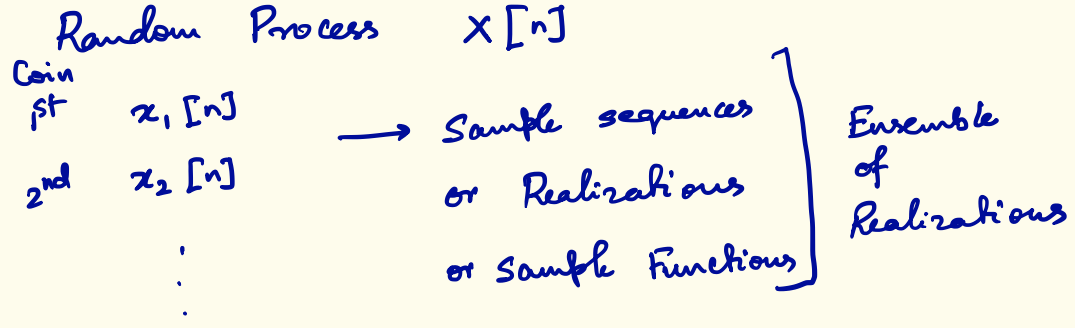 Random Process X[n]
Coin
1st x₁[n] → Sample sequences
2nd x₂[n] or Realizations
or Sample Functions
Ensemble
of
Realizations